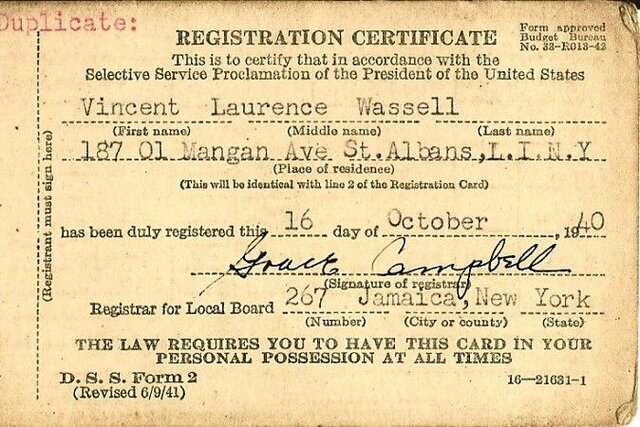 Duplicate:
REGISTRATION CERTIFICATE
Form approved
Budget Bureau
No. 33-R013-42
This is to certify that in accordance with the
Selective Service Proclamation of the President of the United States
Vincent Laurence Wassell
(First name) (Middle name) (Last name)
187 01 Mangan Ave St.Albans,L.I.N.Y
(Place of residence)
(This will be identical with line 2 of the Registration Card)
has been duly registered this 16 day of October, 1940
Grace Campbell
(Signature of registrar)
Registrar for Local Board 267 Jamaica,New York
(Number) (City or county) (State)
THE LAW REQUIRES YOU TO HAVE THIS CARD IN YOUR
PERSONAL POSSESSION AT ALL TIMES
D. S. S. Form 2
(Revised 6/9/41)
16—21631-1
(Registrant must sign here)